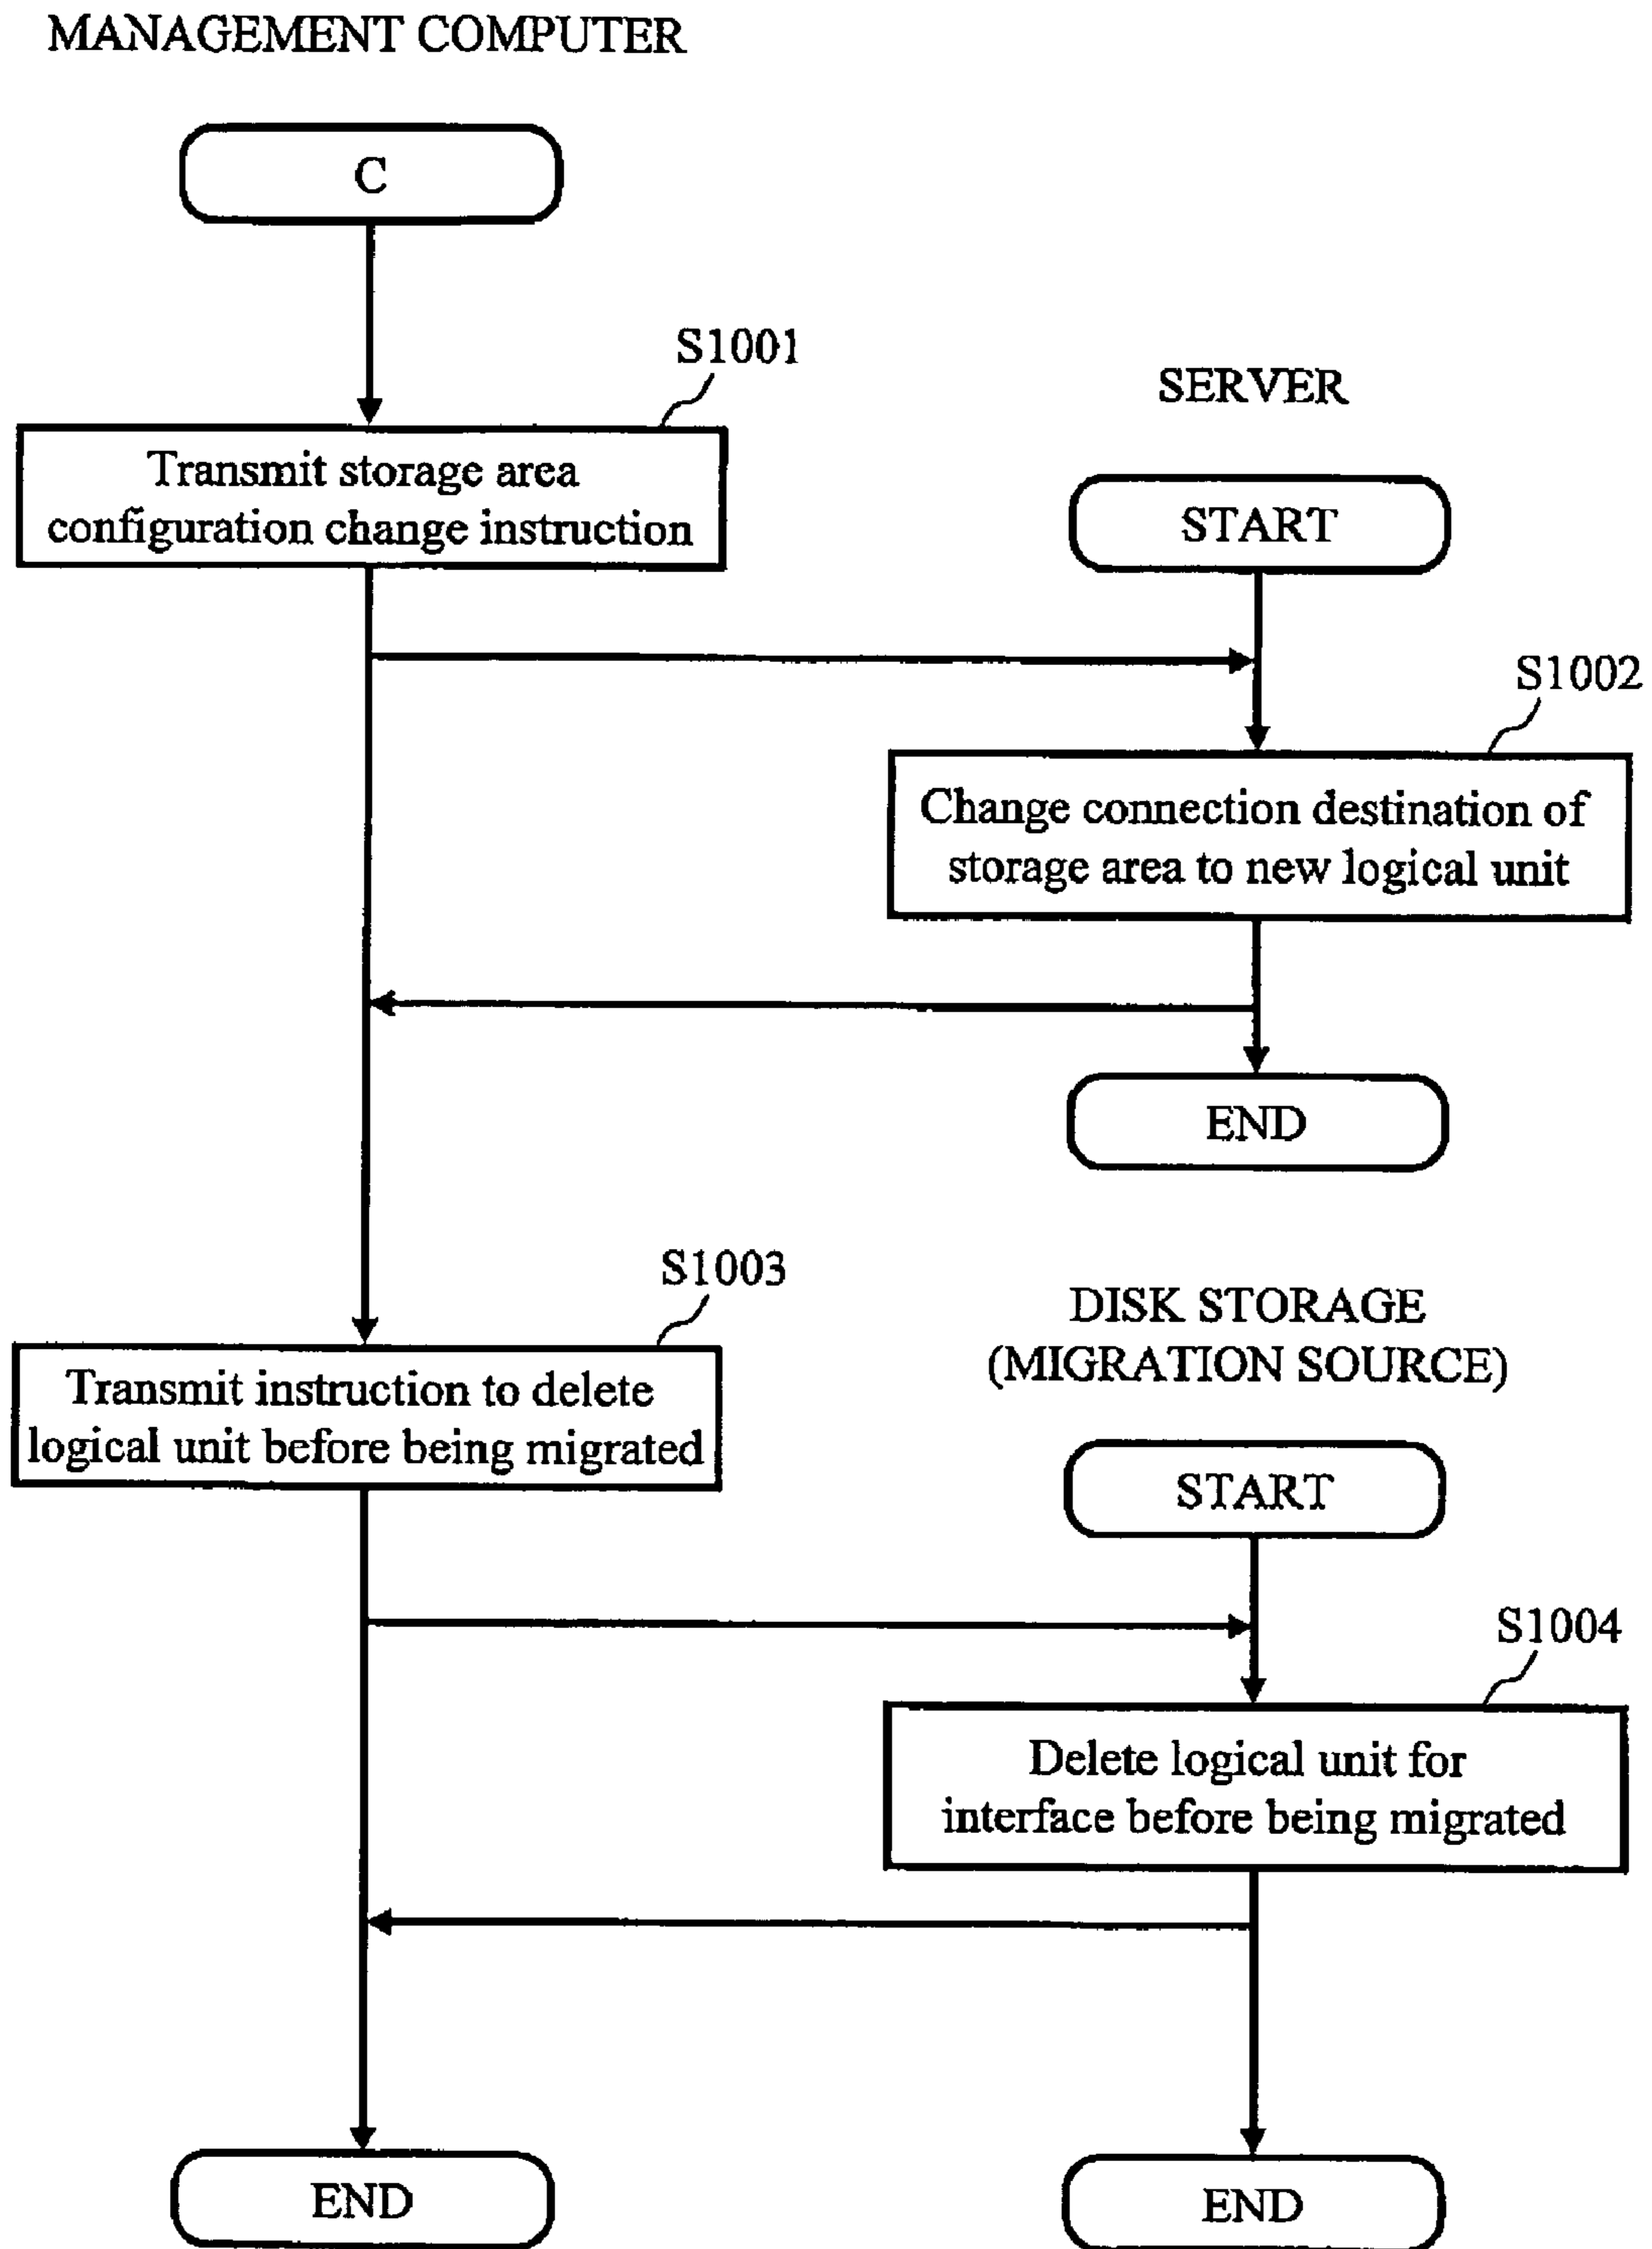 MANAGEMENT COMPUTER
C
S1001
Transmit storage area
configuration change instruction
SERVER
START
S1002
Change connection destination of
storage area to new logical unit
END
S1003
Transmit instruction to delete
logical unit before being migrated
DISK STORAGE
(MIGRATION SOURCE)
START
S1004
Delete logical unit for
interface before being migrated
END
END